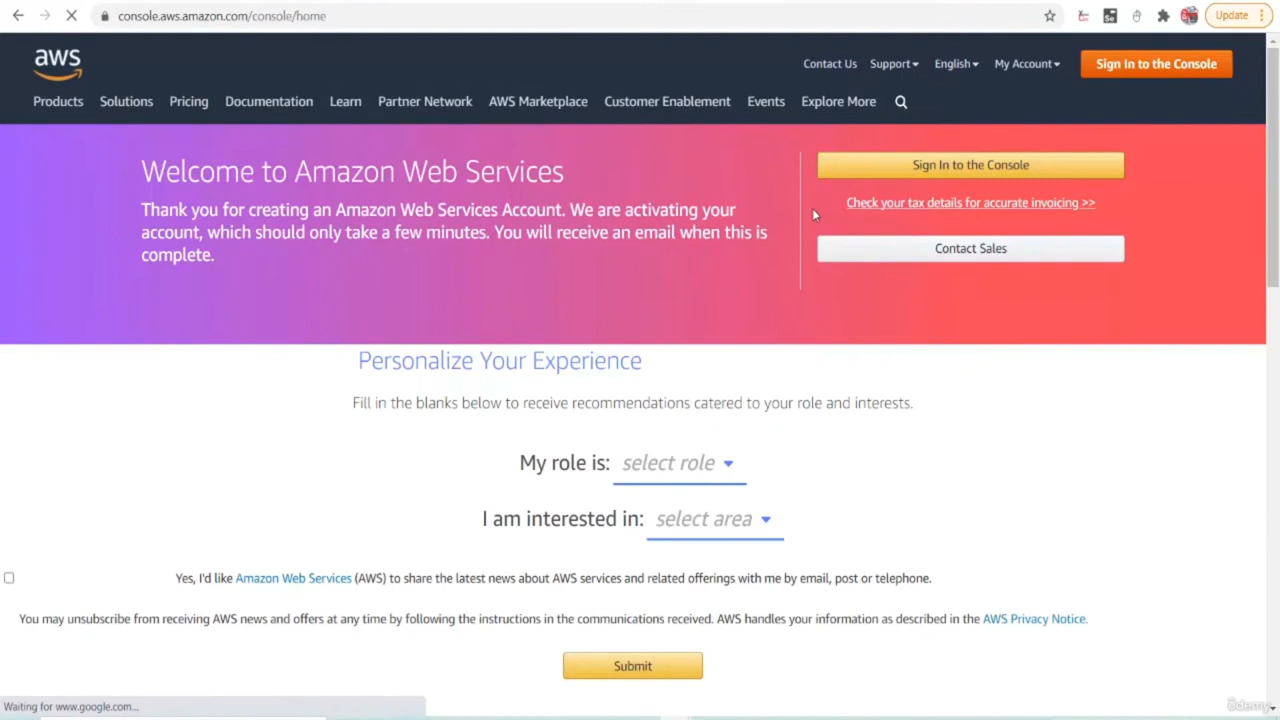 console.aws.amazon.com/console/home
Update
aws
Contact Us Support English My Account Sign In to the Console
Products Solutions Pricing Documentation Learn Partner Network AWS Marketplace Customer Enablement Events Explore More
Welcome to Amazon Web Services
Thank you for creating an Amazon Web Services Account. We are activating your
account, which should only take a few minutes. You will receive an email when this is
complete.
Sign In to the Console
Check your tax details for accurate invoicing >>
Contact Sales
Personalize Your Experience
Fill in the blanks below to receive recommendations catered to your role and interests.
My role is: select role
I am interested in: select area
Yes, I'd like Amazon Web Services (AWS) to share the latest news about AWS services and related offerings with me by email, post or telephone.
You may unsubscribe from receiving AWS news and offers at any time by following the instructions in the communications received. AWS handles your information as described in the AWS Privacy Notice.
Submit
Waiting for www.google.com...
Udemy